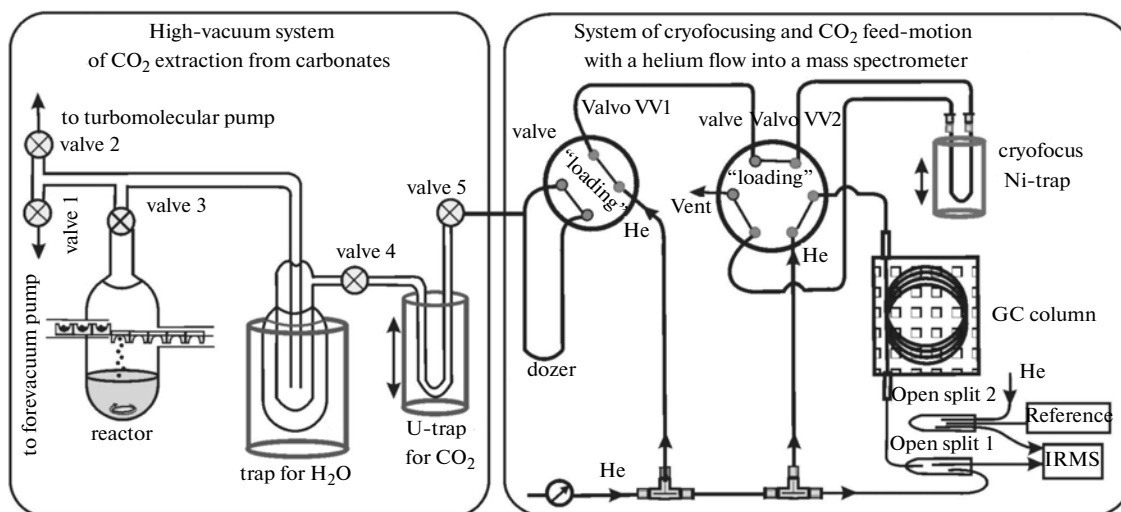 High-vacuum system
of CO₂ extraction from carbonates
to turbomolecular pump
valve 2
valve 1
valve 3
to forevacuum pump
reactor
trap for H₂O
valve 4
valve 5
U-trap
for CO₂
System of cryofocusing and CO₂ feed-motion
with a helium flow into a mass spectrometer
Valvo VV1
valve
“loading”
He
dozer
valve Valvo VV2
“loading”
Vent
He
cryofocus
Ni-trap
GC column
He
Open split 2
Reference
Open split 1
IRMS
He